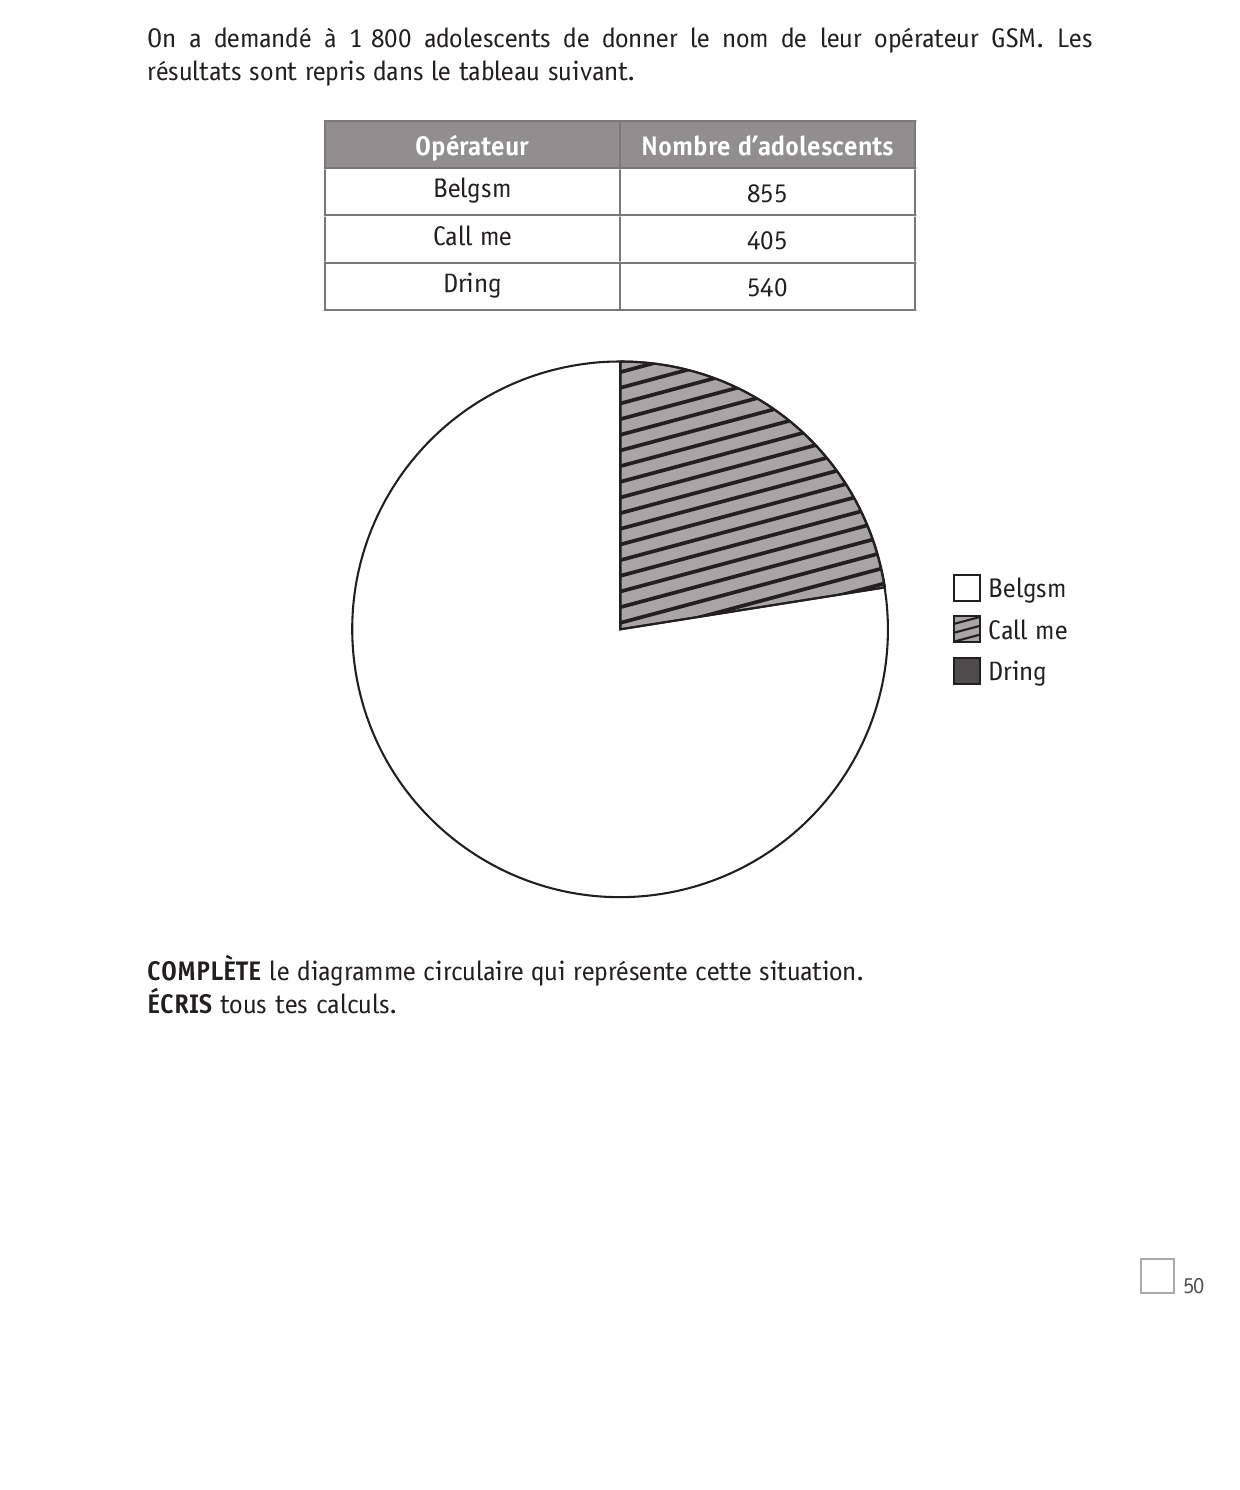 On a demandé à 1 800 adolescents de donner le nom de leur opérateur GSM. Les
résultats sont repris dans le tableau suivant.
Opérateur Nombre d’adolescents
Belgsm 855
Call me 405
Dring 540
Belgsm
Call me
Dring
COMPLÈTE le diagramme circulaire qui représente cette situation.
ÉCRIS tous tes calculs.
50